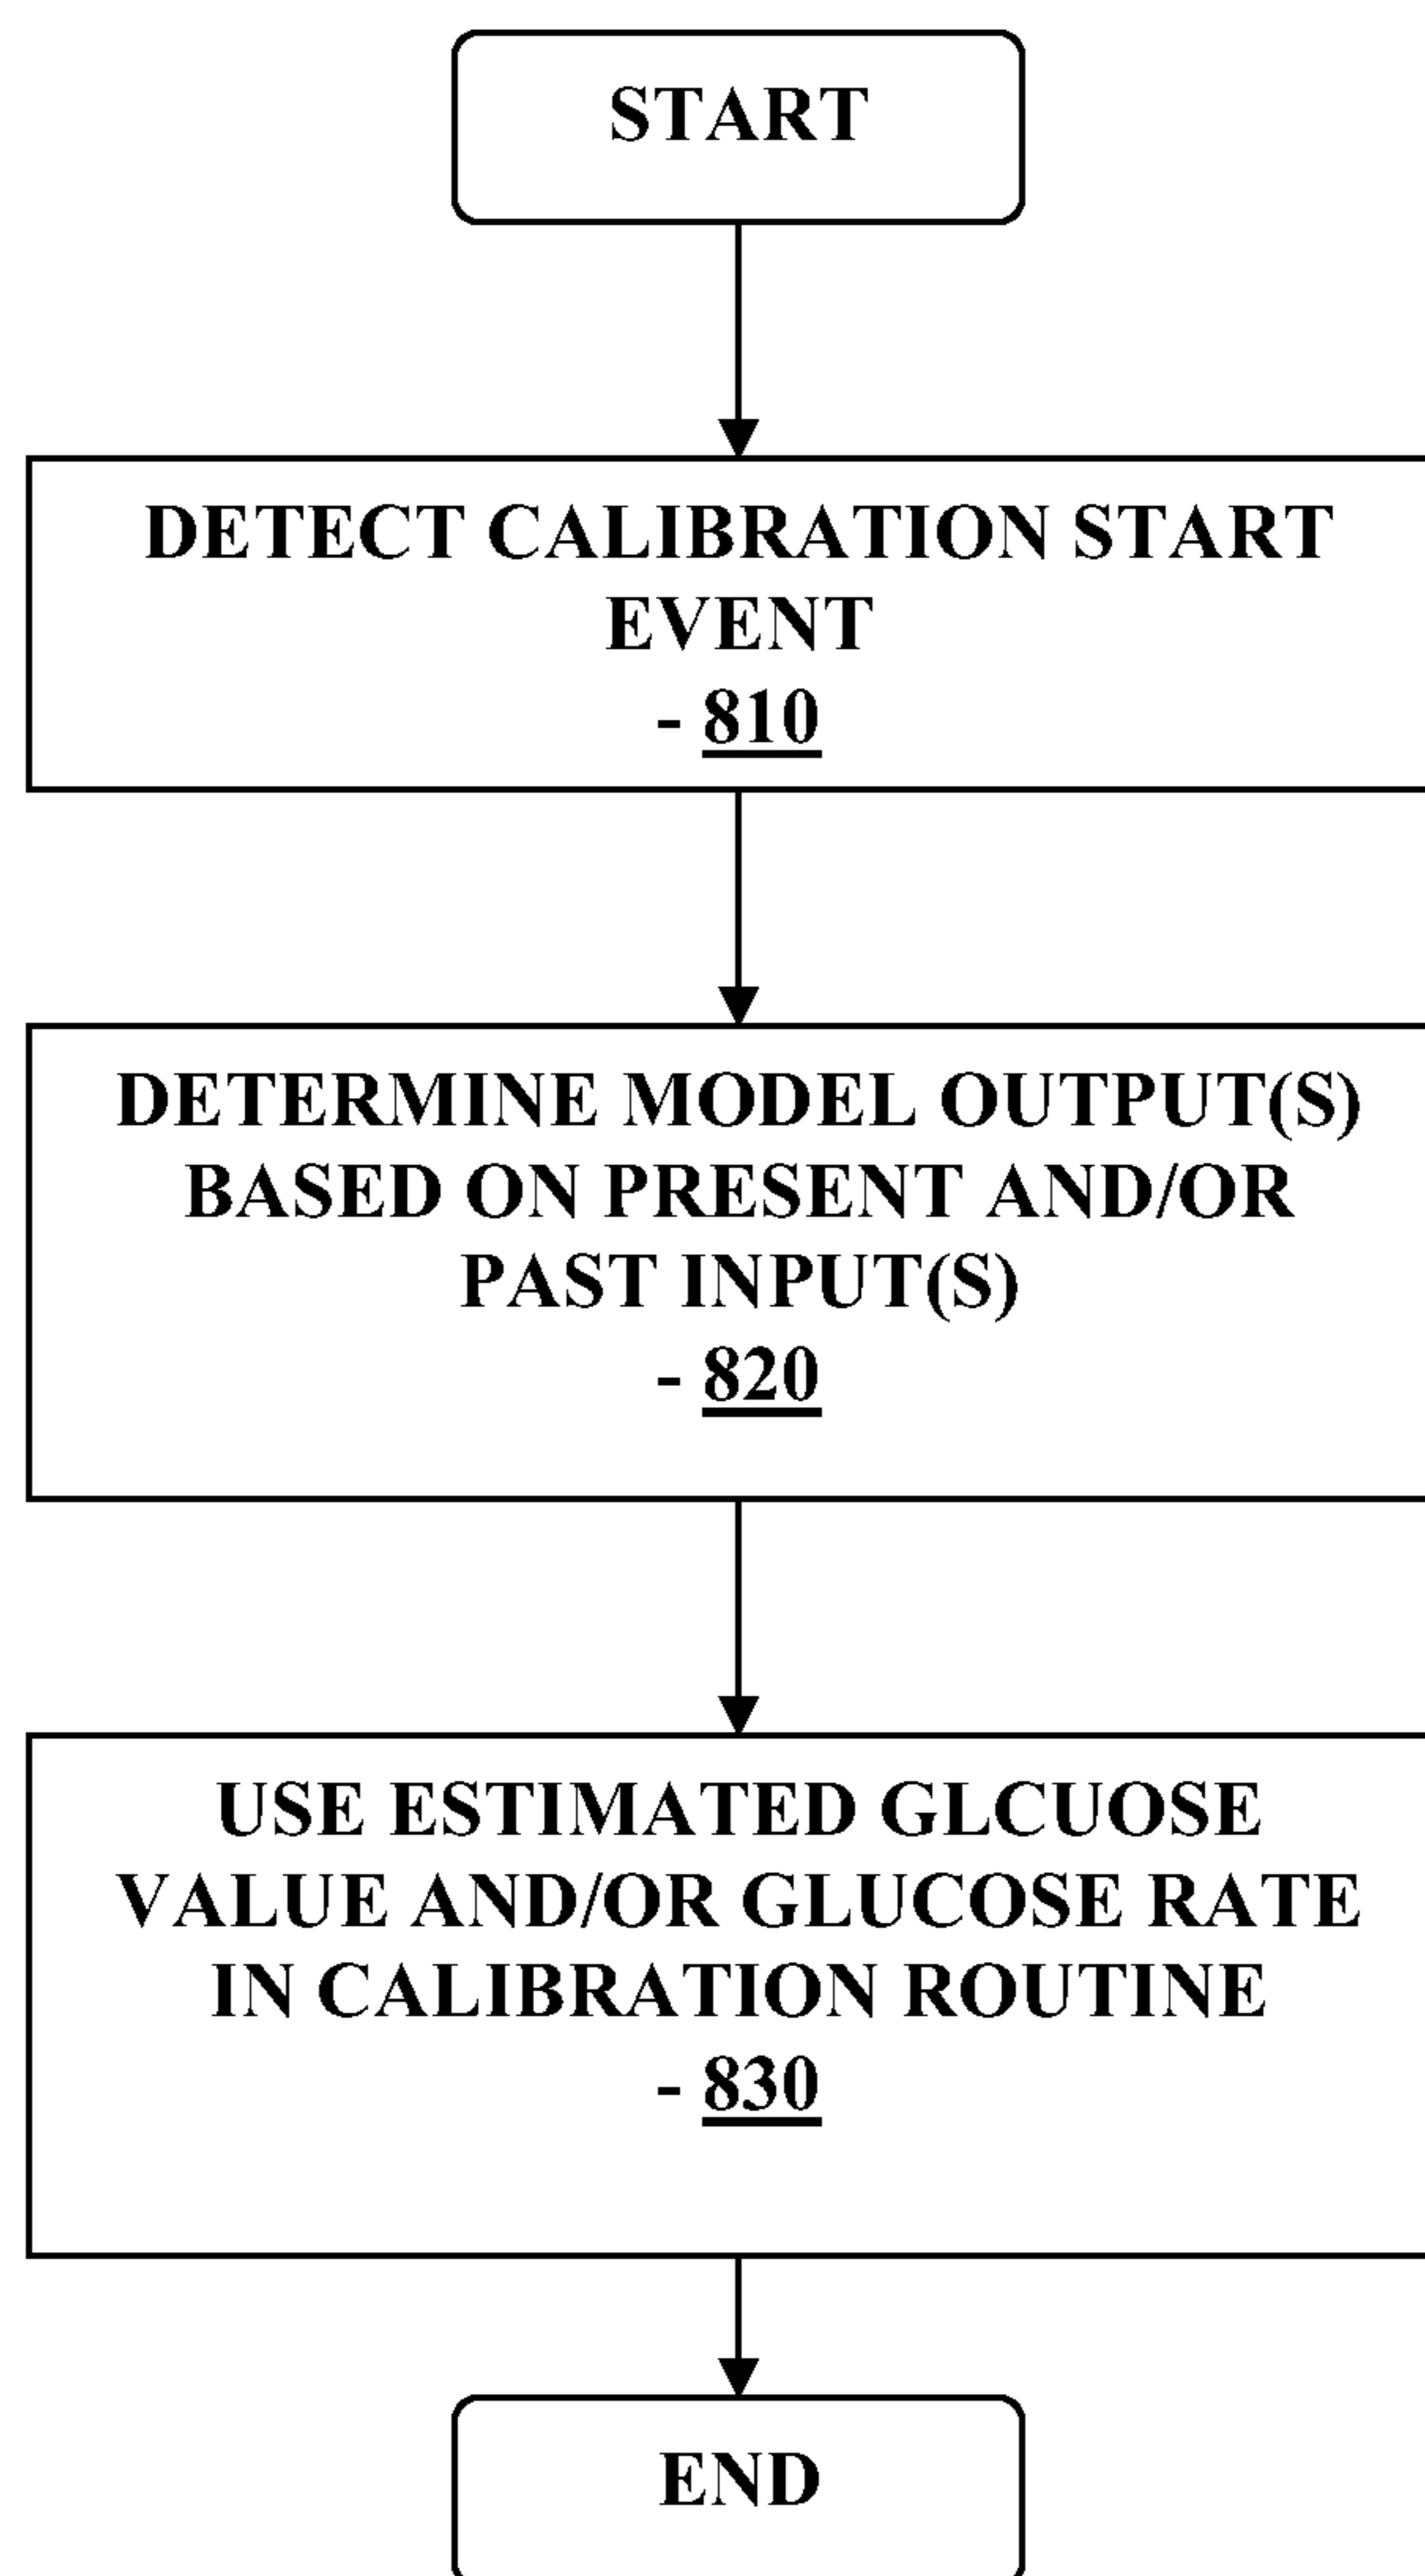 START
DETECT CALIBRATION START
EVENT
- 810
DETERMINE MODEL OUTPUT(S)
BASED ON PRESENT AND/OR
PAST INPUT(S)
- 820
USE ESTIMATED GLCUOSE
VALUE AND/OR GLUCOSE RATE
IN CALIBRATION ROUTINE
- 830
END